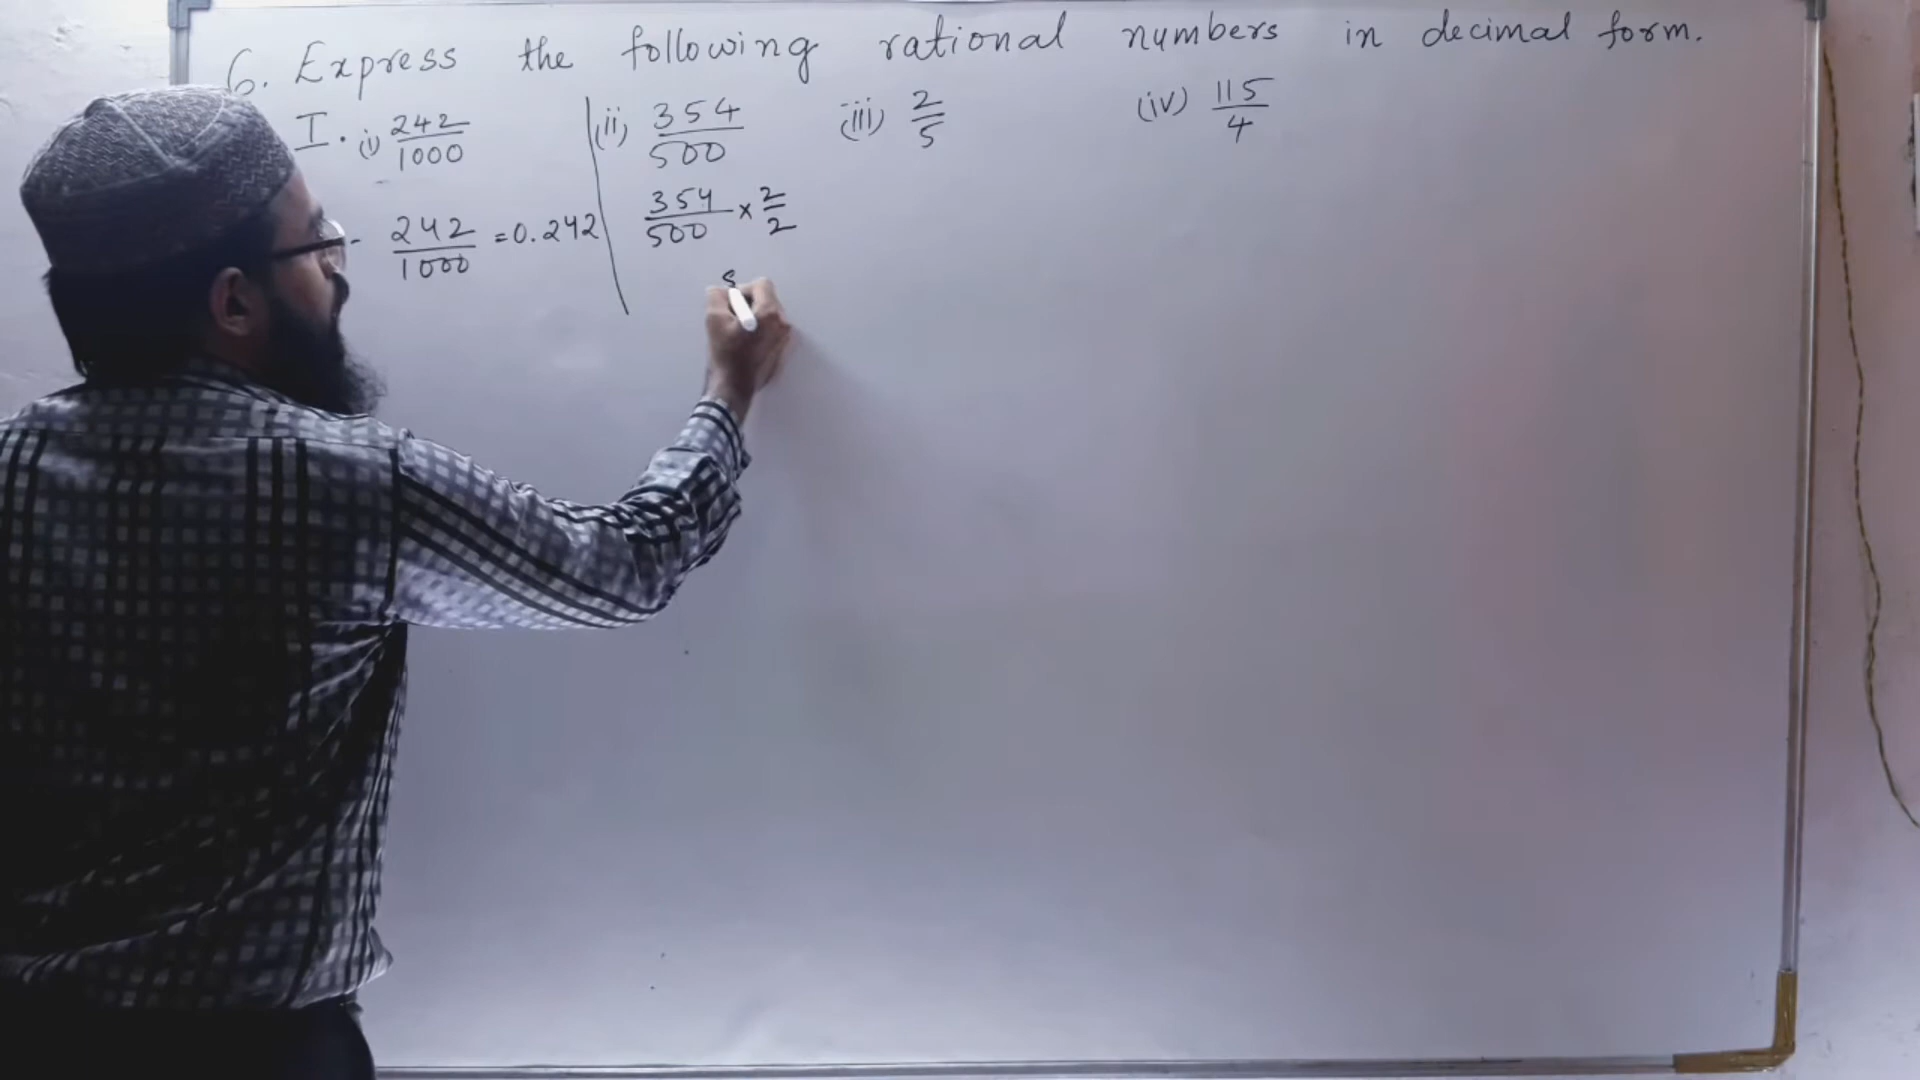 6. Express the following rational numbers in decimal form.
I. (i) 242/1000 (ii) 354/500 (iii) 2/5 (iv) 115/4
242/1000 = 0.242 354/500 × 2/2